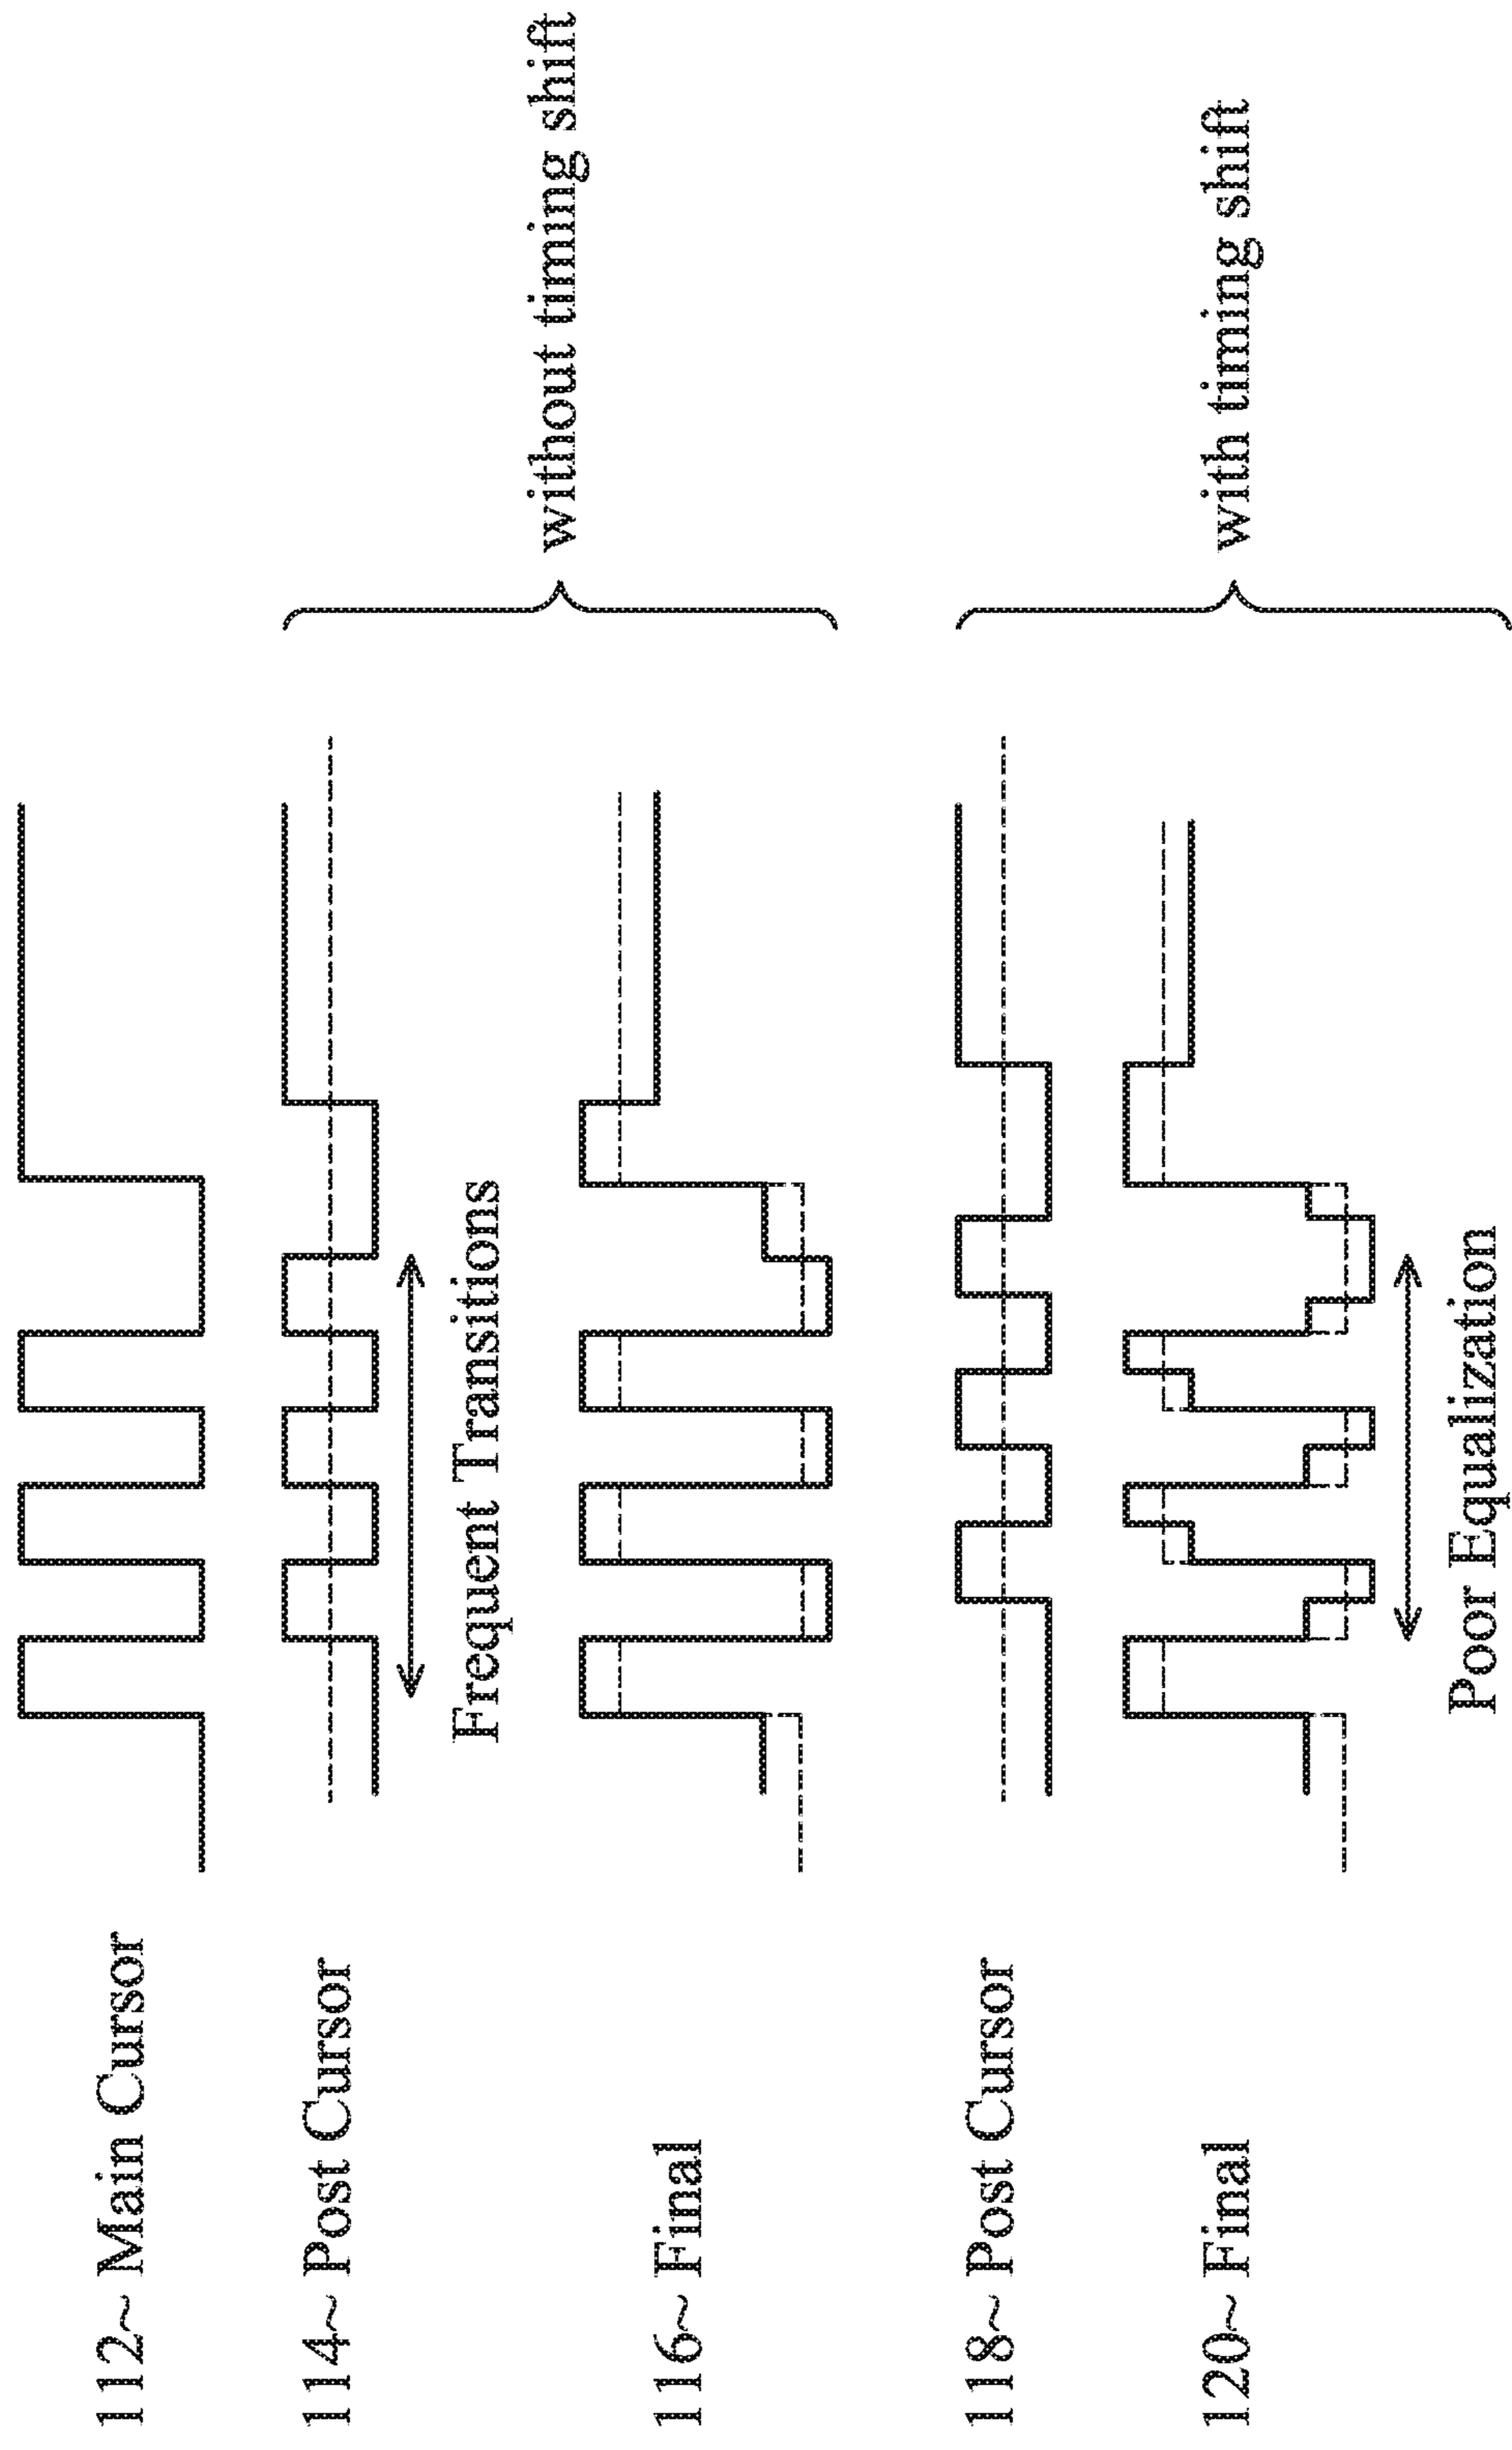 112~ Main Cursor
114~ Post Cursor
Frequent Transitions
116~ Final
without timing shift
118~ Post Cursor
120~ Final
Poor Equalization
with timing shift